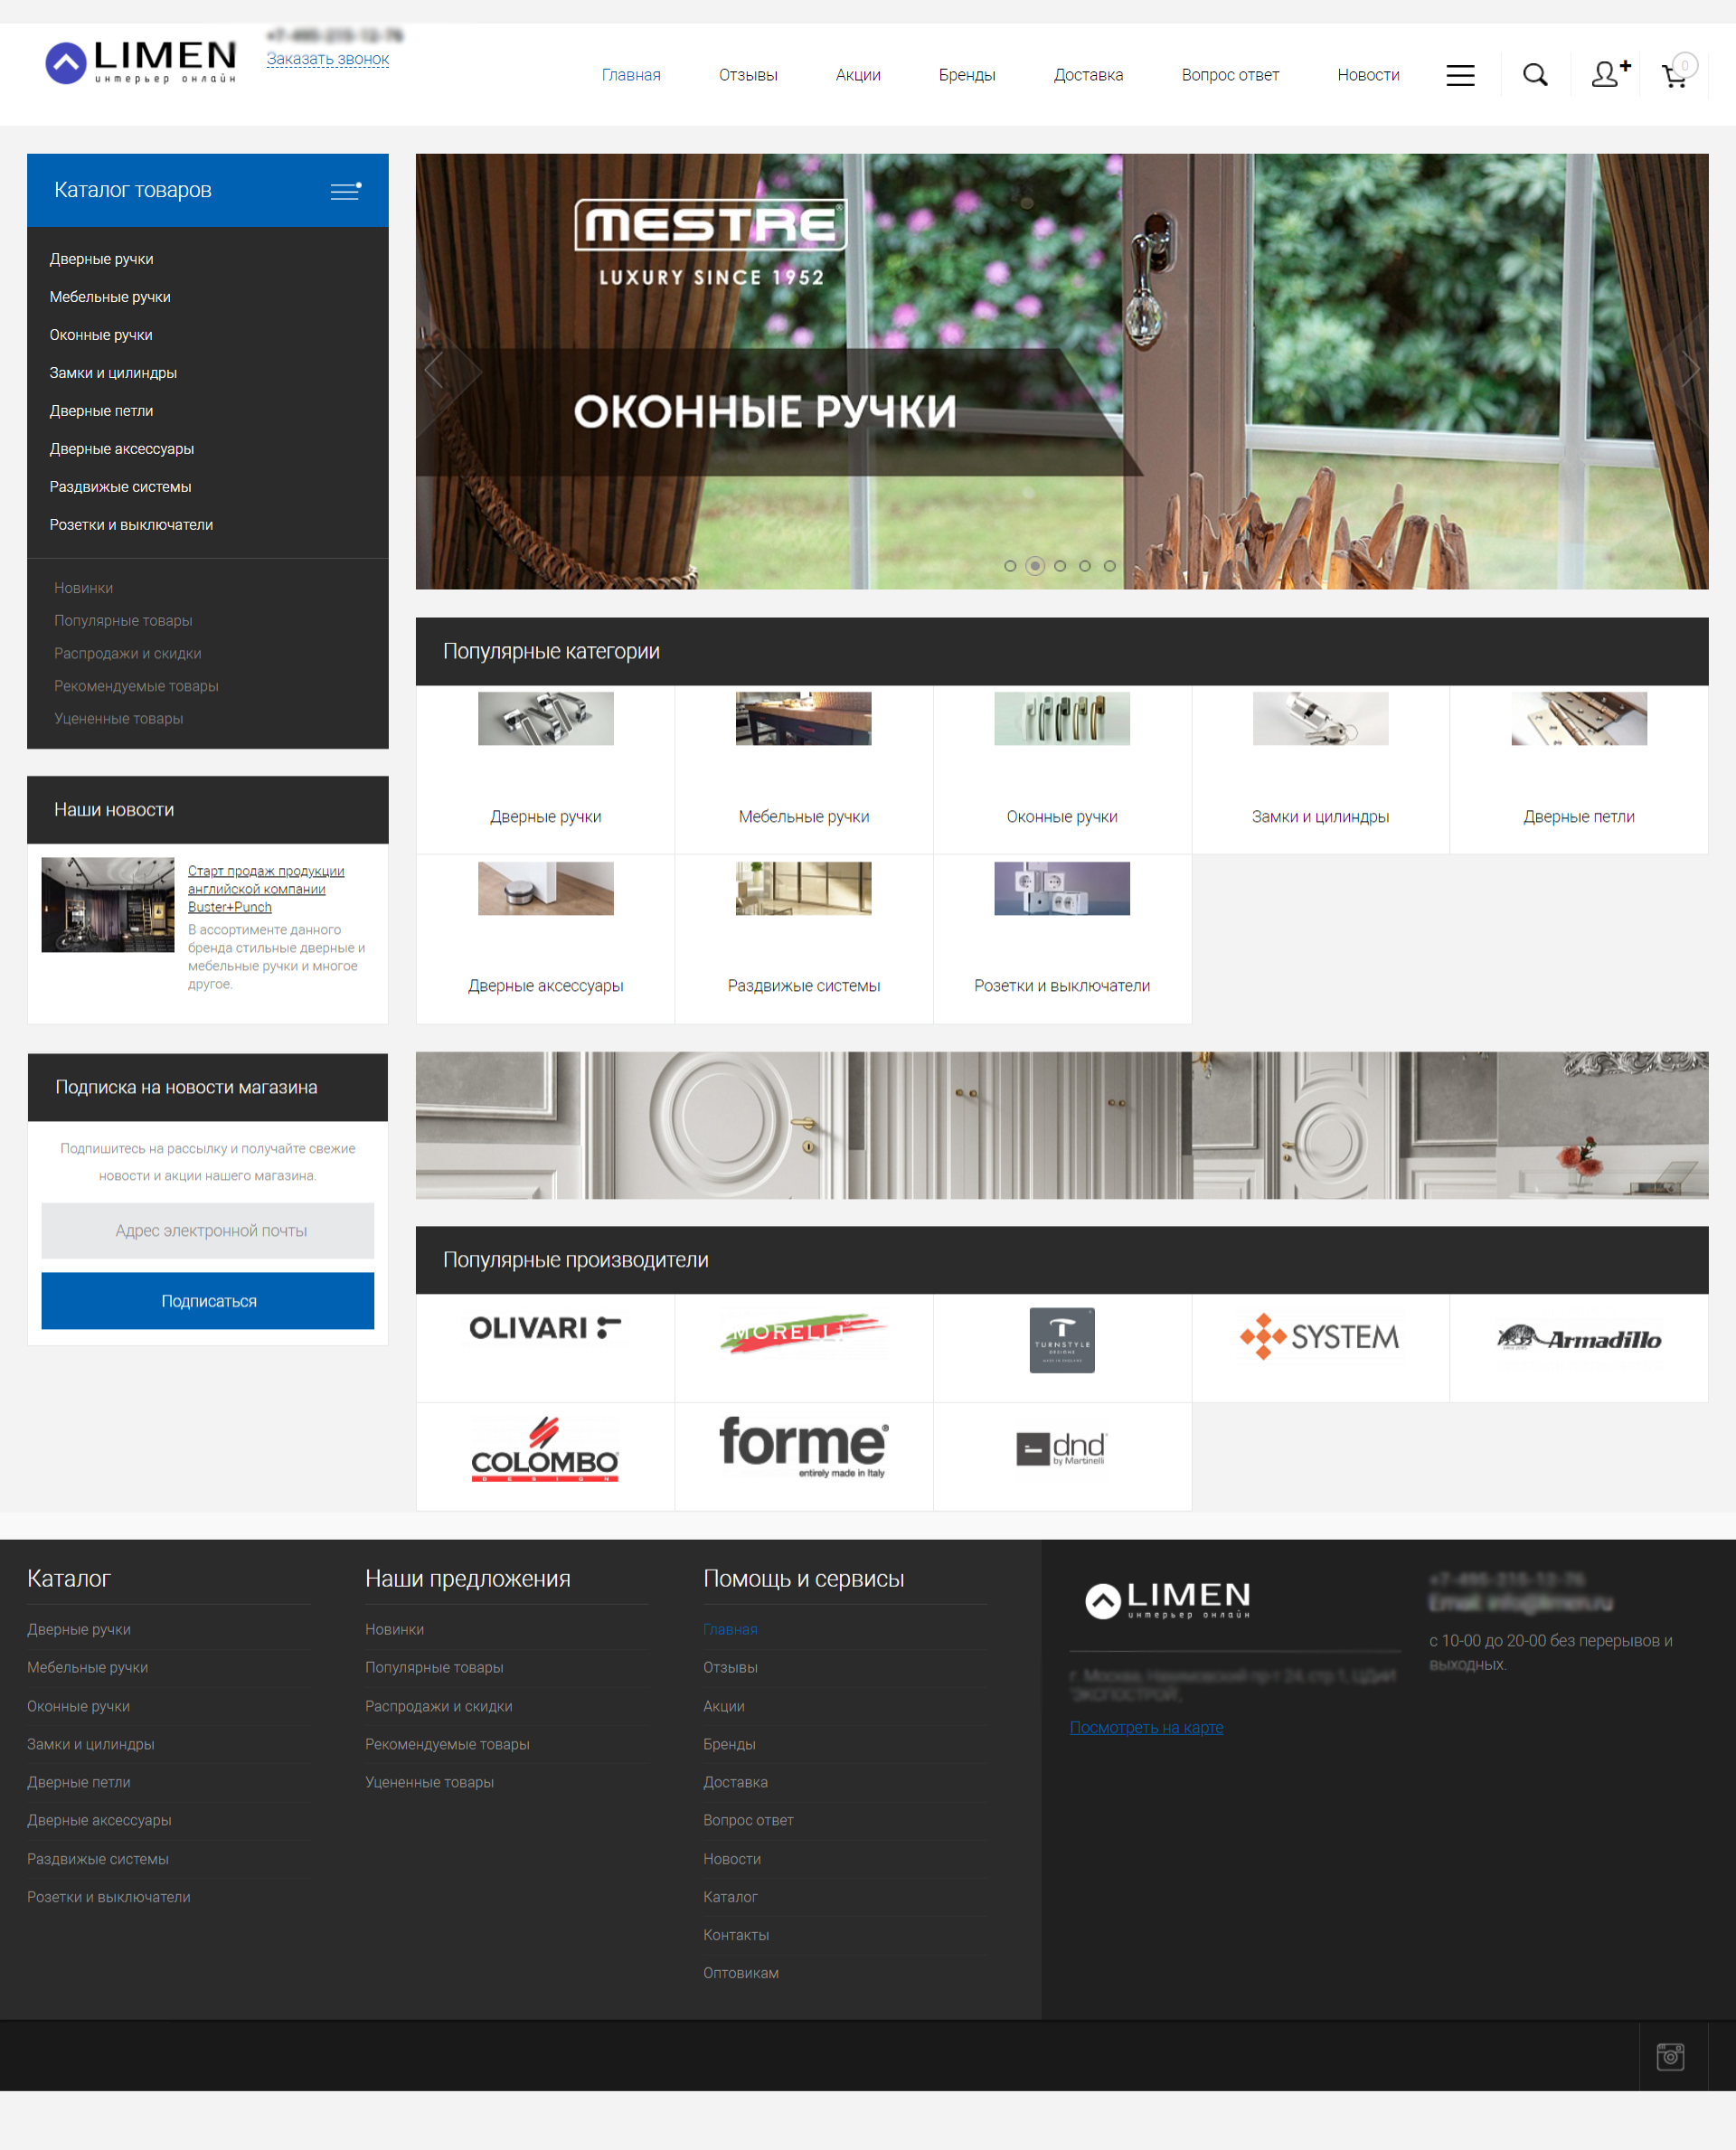 LIMEN
интерьер онлайн
Заказать звонок
Главная
Отзывы
Акции
Бренды
Доставка
Вопрос ответ
Новости
0
Каталог товаров
Дверные ручки
Мебельные ручки
Оконные ручки
Замки и цилиндры
Дверные петли
Дверные аксессуары
Раздвижые системы
Розетки и выключатели
Новинки
Популярные товары
Распродажи и скидки
Рекомендуемые товары
Уцененные товары
MESTRE®
LUXURY SINCE 1952
ОКОННЫЕ РУЧКИ
Популярные категории
Дверные ручки
Мебельные ручки
Оконные ручки
Замки и цилиндры
Дверные петли
Дверные аксессуары
Раздвижые системы
Розетки и выключатели
Наши новости
Старт продаж продукции
английской компании
Buster+Punch
В ассортименте данного
бренда стильные дверные и
мебельные ручки и многое
другое.
Подписка на новости магазина
Подпишитесь на рассылку и получайте свежие
новости и акции нашего магазина.
Адрес электронной почты
Подписаться
Популярные производители
OLIVARI
MORELLI
TURNSTYLE
DESIGNS
MADE IN ENGLAND
SYSTEM
Armadillo
COLOMBO
DESIGN
forme®
entirely made in Italy
dnd
by Martinelli
Каталог
Дверные ручки
Мебельные ручки
Оконные ручки
Замки и цилиндры
Дверные петли
Дверные аксессуары
Раздвижые системы
Розетки и выключатели
Наши предложения
Новинки
Популярные товары
Распродажи и скидки
Рекомендуемые товары
Уцененные товары
Помощь и сервисы
Главная
Отзывы
Акции
Бренды
Доставка
Вопрос ответ
Новости
Каталог
Контакты
Оптовикам
LIMEN
интерьер онлайн
Посмотреть на карте
с 10-00 до 20-00 без перерывов и
выходных.